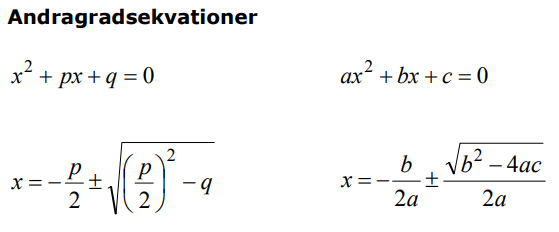 Andragradsekvationer
x² + px + q = 0
ax² + bx + c = 0
x = −p/2 ± √((p/2)² − q)
x = −b/2a ± √(b² − 4ac)/2a